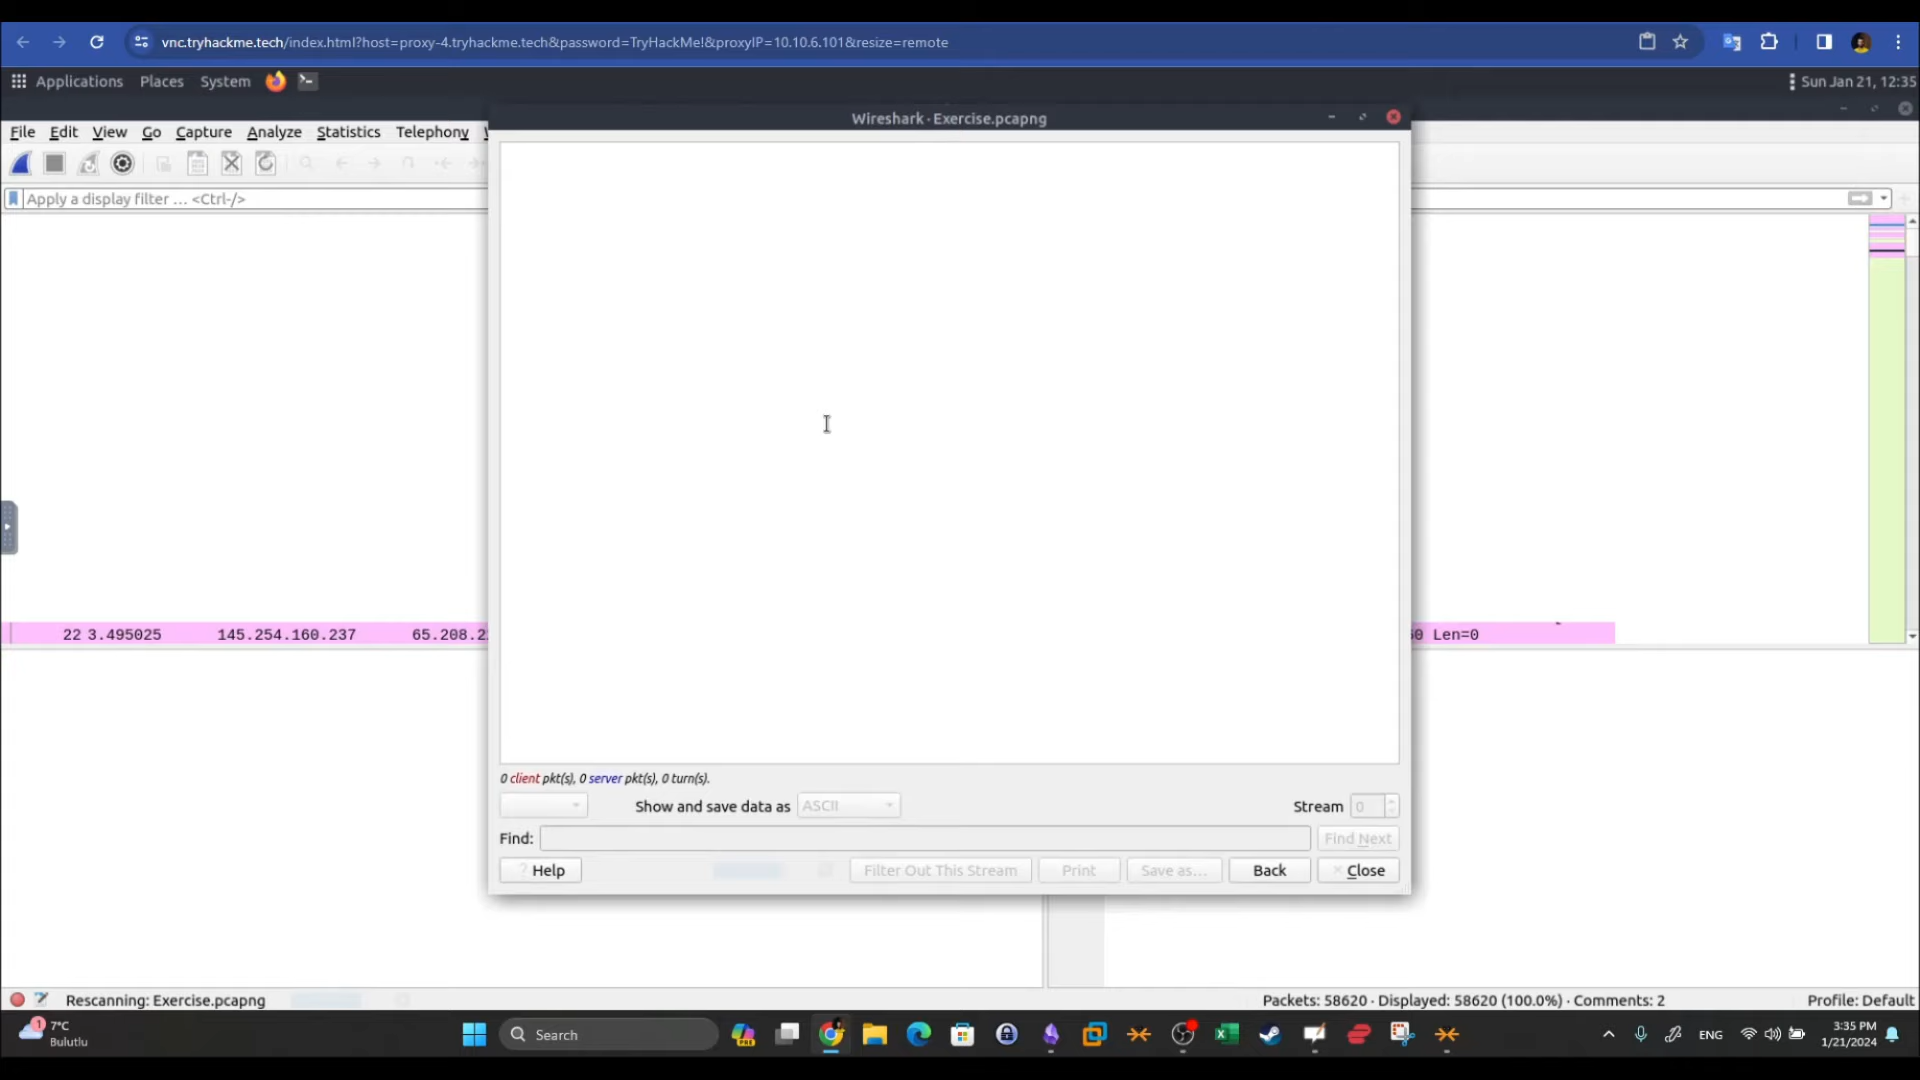 vnc.tryhackme.tech/index.html?host=proxy-4.tryhackme.tech&password=TryHackMe!&proxyIP=10.10.6.101&resize=remote
Applications Places System Sun Jan 21, 12:35
Wireshark · Exercise.pcapng
File Edit View Go Capture Analyze Statistics Telephony
Apply a display filter … <Ctrl-/>
22 3.495025 145.254.160.237 65.208.2 Len=0
0 client pkt(s), 0 server pkt(s), 0 turn(s).
Show and save data as ASCII Stream 0
Find: Find Next
Help Filter Out This Stream Print Save as… Back Close
Rescanning: Exercise.pcapng Packets: 58620 · Displayed: 58620 (100.0%) · Comments: 2 Profile: Default
1 7°C
Bulutlu
Search
ENG
3:35 PM
1/21/2024